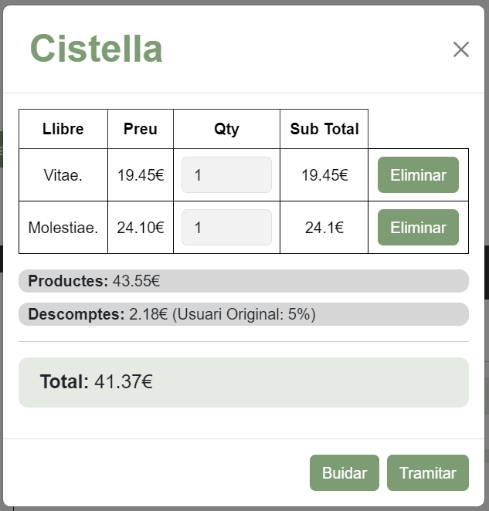 Cistella
Llibre Preu Qty Sub Total
Vitae. 19.45€ 1 19.45€ Eliminar
Molestiae. 24.10€ 1 24.1€ Eliminar
Productes: 43.55€
Descomptes: 2.18€ (Usuari Original: 5%)
Total: 41.37€
Buidar Tramitar